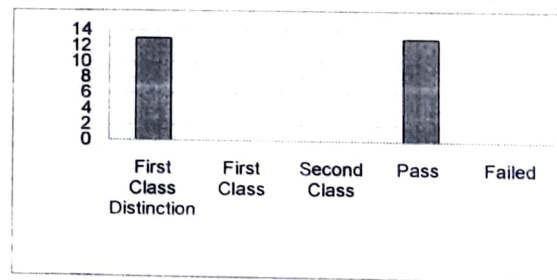 14
12
10
8
6
4
2
0
First Class Distinction
First Class
Second Class
Pass
Failed